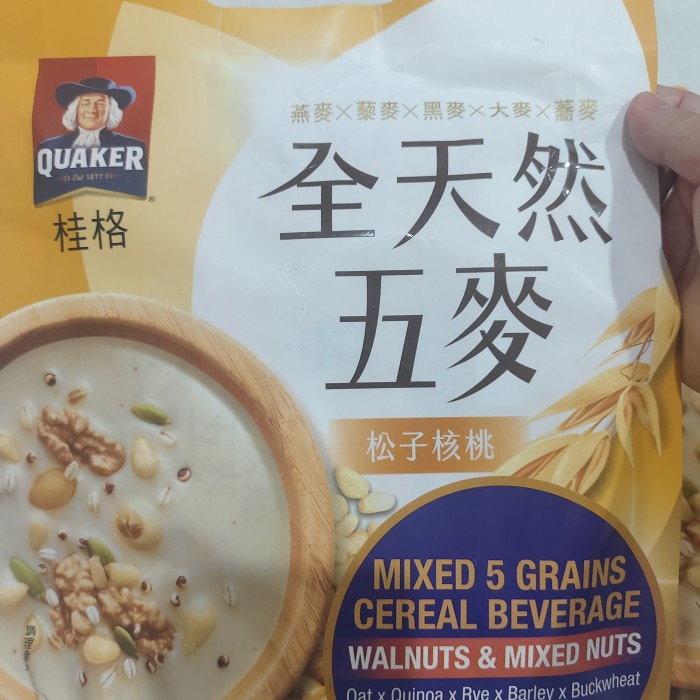 燕麥×藜麥×黑麥×大麥×蕎麥
QUAKER
Est 1877
桂格
全天然
五麥
松子核桃
MIXED 5 GRAINS
CEREAL BEVERAGE
WALNUTS & MIXED NUTS
Oat x Quinoa x Rye x Barley x Buckwheat